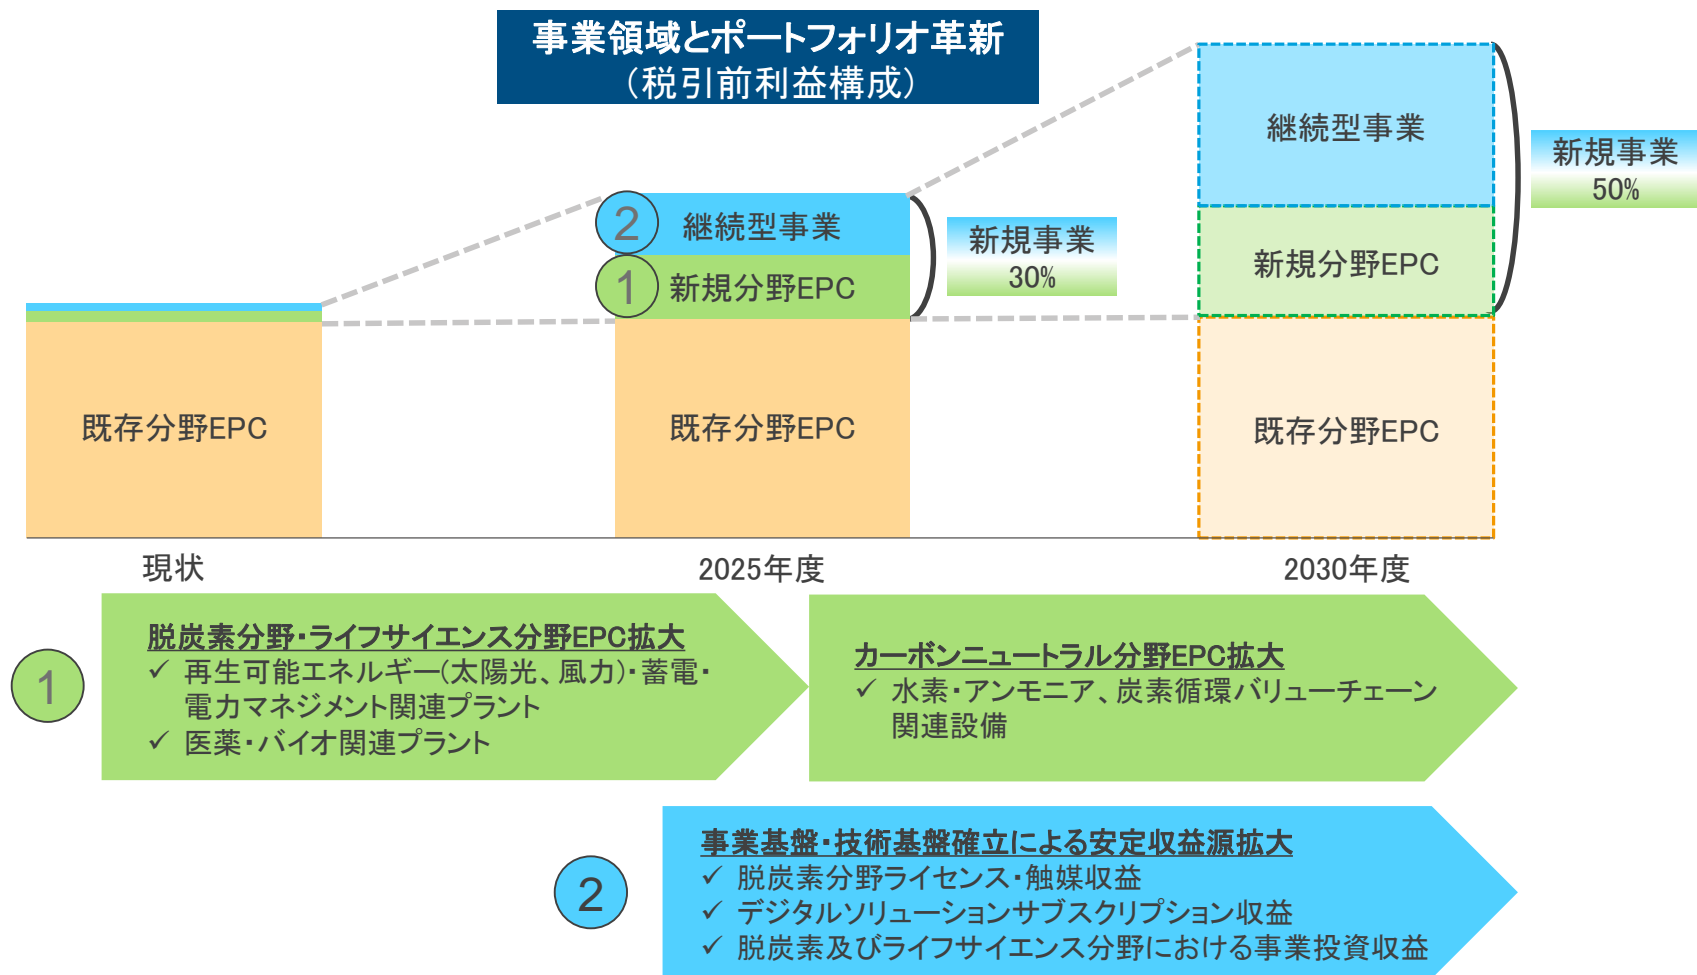 事業領域とポートフォリオ革新
（税引前利益構成）
継続型事業
新規事業
50%
2
継続型事業
新規事業
30%
1
新規分野EPC
新規分野EPC
既存分野EPC
既存分野EPC
既存分野EPC
現状
2025年度
2030年度
1
脱炭素分野・ライフサイエンス分野EPC拡大
✓ 再生可能エネルギー(太陽光、風力)・蓄電・
電力マネジメント関連プラント
✓ 医薬・バイオ関連プラント
カーボンニュートラル分野EPC拡大
✓ 水素・アンモニア、炭素循環バリューチェーン
関連設備
2
事業基盤・技術基盤確立による安定収益源拡大
✓ 脱炭素分野ライセンス・触媒収益
✓ デジタルソリューションサブスクリプション収益
✓ 脱炭素及びライフサイエンス分野における事業投資収益